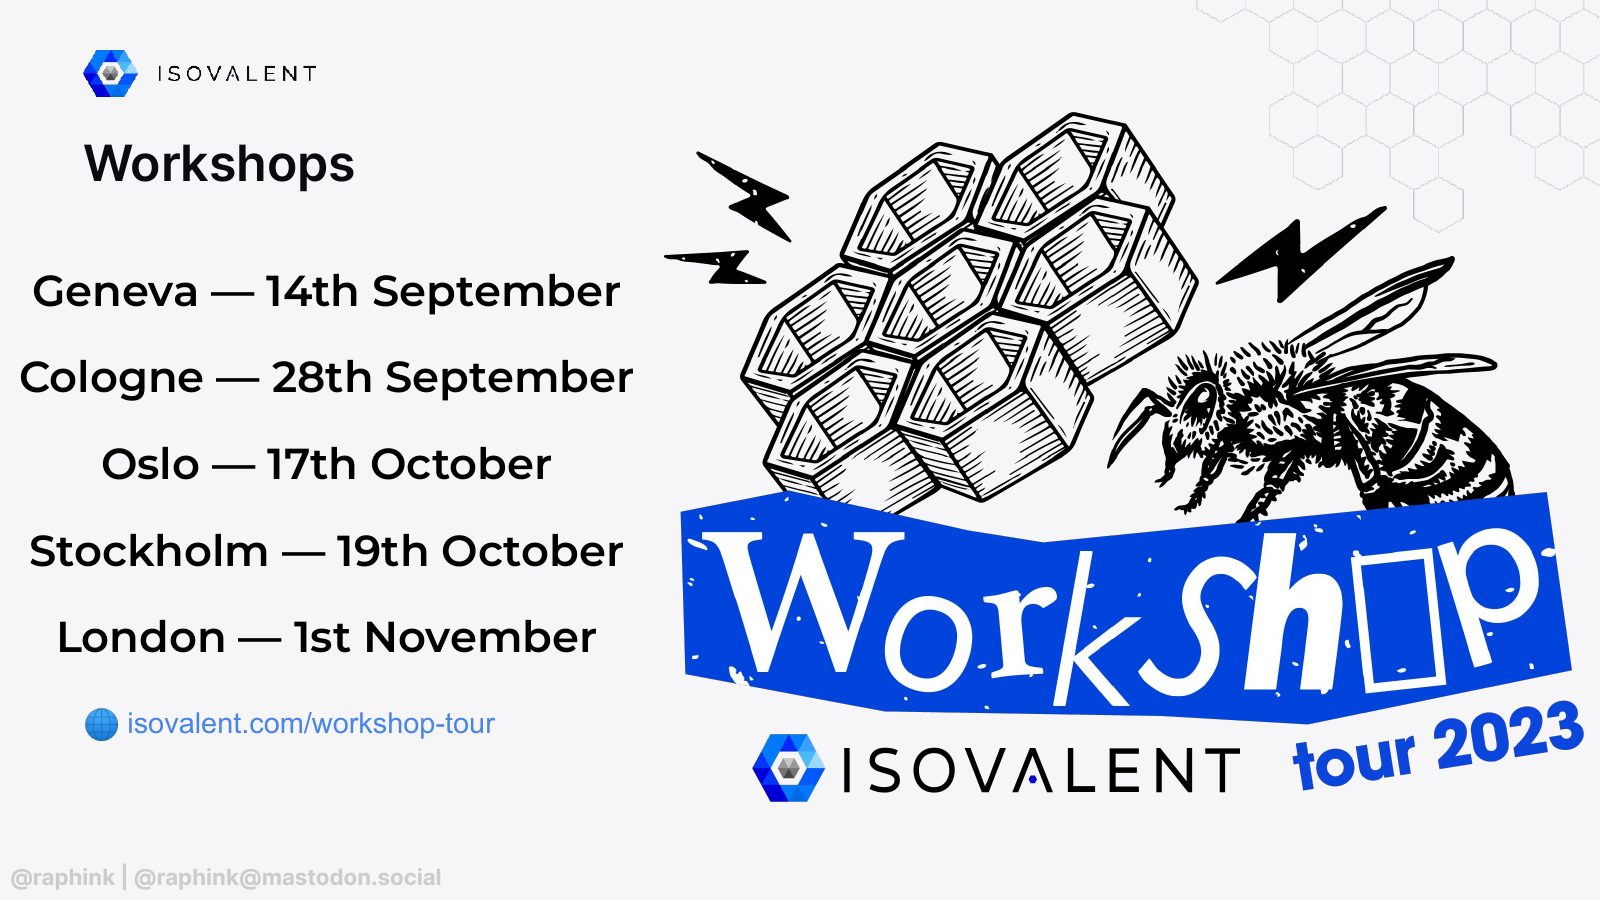 ISOVALENT
Workshops
Geneva — 14th September
Cologne — 28th September
Oslo — 17th October
Stockholm — 19th October
London — 1st November
isovalent.com/workshop-tour
Worksh▯p
ISOVALENT
tour 2023
@raphink | @raphink@mastodon.social